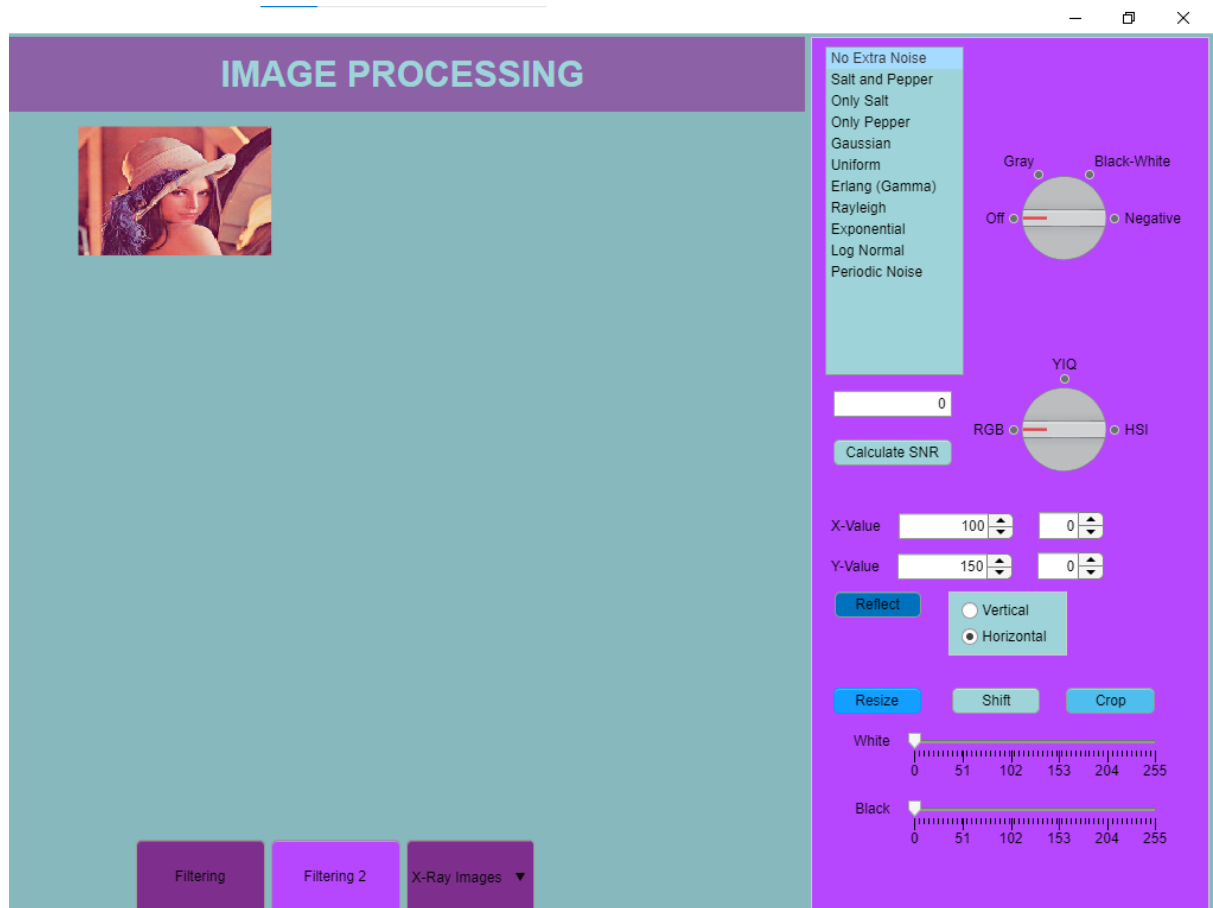 IMAGE PROCESSING
No Extra Noise
Salt and Pepper
Only Salt
Only Pepper
Gaussian
Uniform
Erlang (Gamma)
Rayleigh
Exponential
Log Normal
Periodic Noise
Gray Black-White
Off Negative
YIQ
RGB HSI
0
Calculate SNR
X-Value 100 0
Y-Value 150 0
Reflect
Vertical
Horizontal
Resize Shift Crop
White
0 51 102 153 204 255
Black
0 51 102 153 204 255
Filtering Filtering 2 X-Ray Images